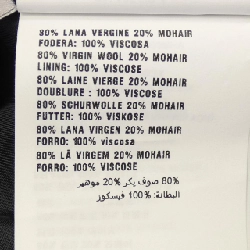 80% LANA VERGINE 20% MOHAIR
FODERA: 100% VISCOSA
80% VIRGIN WOOL 20% MOHAIR
LINING: 100% VISCOSE
80% LAINE VIERGE 20% MOHAIR
DOUBLURE : 100% VISCOSE
80% SCHURWOLLE 20% MOHAIR
FUTTER: 100% VISKOSE
80% LANA VIRGEN 20% MOHAIR
FORRO: 100% viscosa
80% LÃ VIRGEM 20% MOHAIR
FORRO: 100% VISCOSE
80% صوف بكر 20% موهير
البطانة: 100% فيسكوز